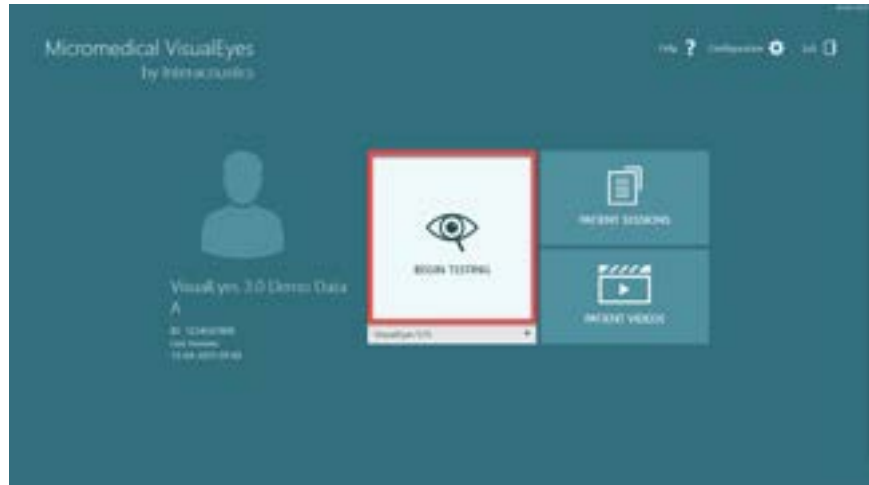 Micromedical VisualEyes
by Interacoustics
Help ?
Configuration
Exit
BEGIN TESTING
PATIENT SESSIONS
PATIENT VIDEOS
VisualEyes 3.0 Demo Data
A